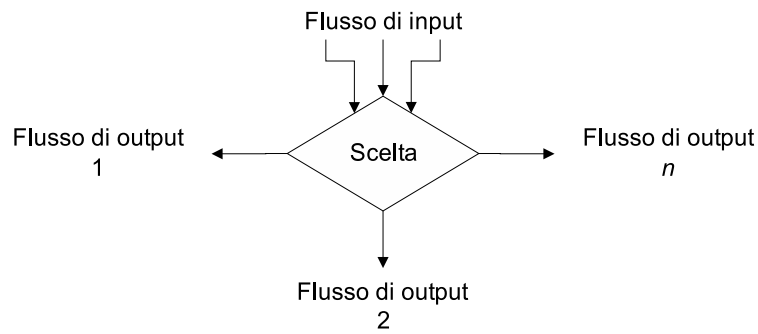 Flusso di input
Scelta
Flusso di output
1
Flusso di output
n
Flusso di output
2